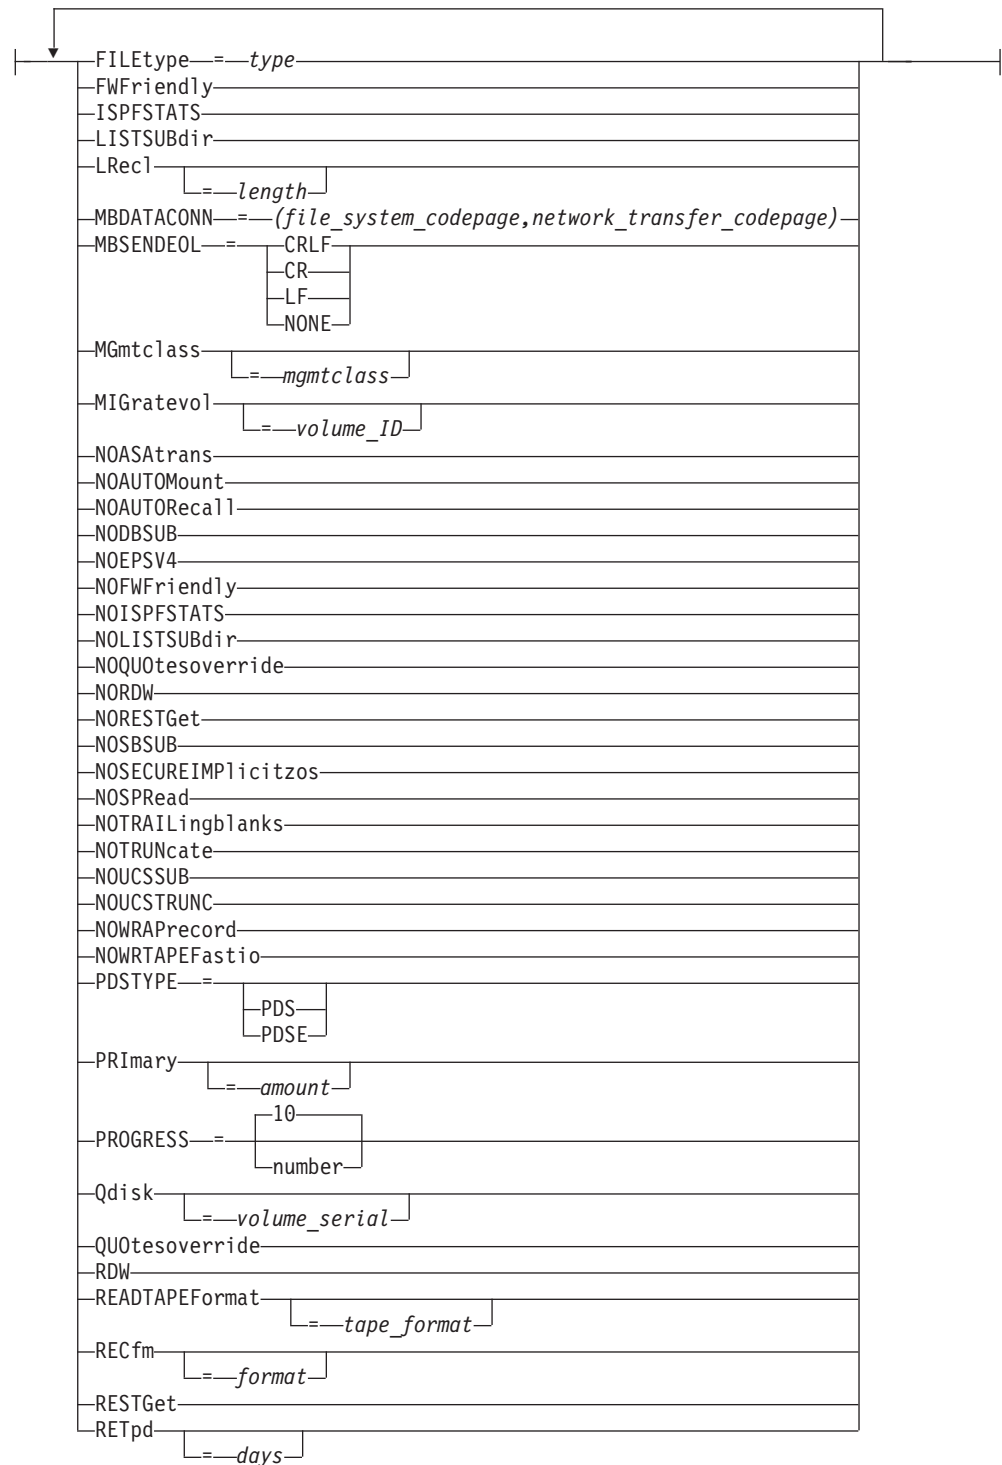 FILEtype = type
FWFriendly
ISPFSTATS
LISTSUBdir
LRecl
=length
MBDATACONN = (file_system_codepage,network_transfer_codepage)
MBSENDEOL = CRLF
CR
LF
NONE
MGmtclass
= mgmtclass
MIGratevol
= volume_ID
NOASAtrans
NOAUTOMount
NOAUTORecall
NODBSUB
NOEPSV4
NOFWFriendly
NOISPFSTATS
NOLISTSUBdir
NOQUOtesoverride
NORDW
NORESTGet
NOSBSUB
NOSECUREIMPlicitzos
NOSPRead
NOTRAILingblanks
NOTRUNcate
NOUCSSUB
NOUCSTRUNC
NOWRAPrecord
NOWRTAPEFastio
PDSTYPE =
PDS
PDSE
PRImary
= amount
10
PROGRESS =
number
Qdisk
= volume_serial
QUOtesoverride
RDW
READTAPEFormat
= tape_format
RECfm
= format
RESTGet
RETpd
= days